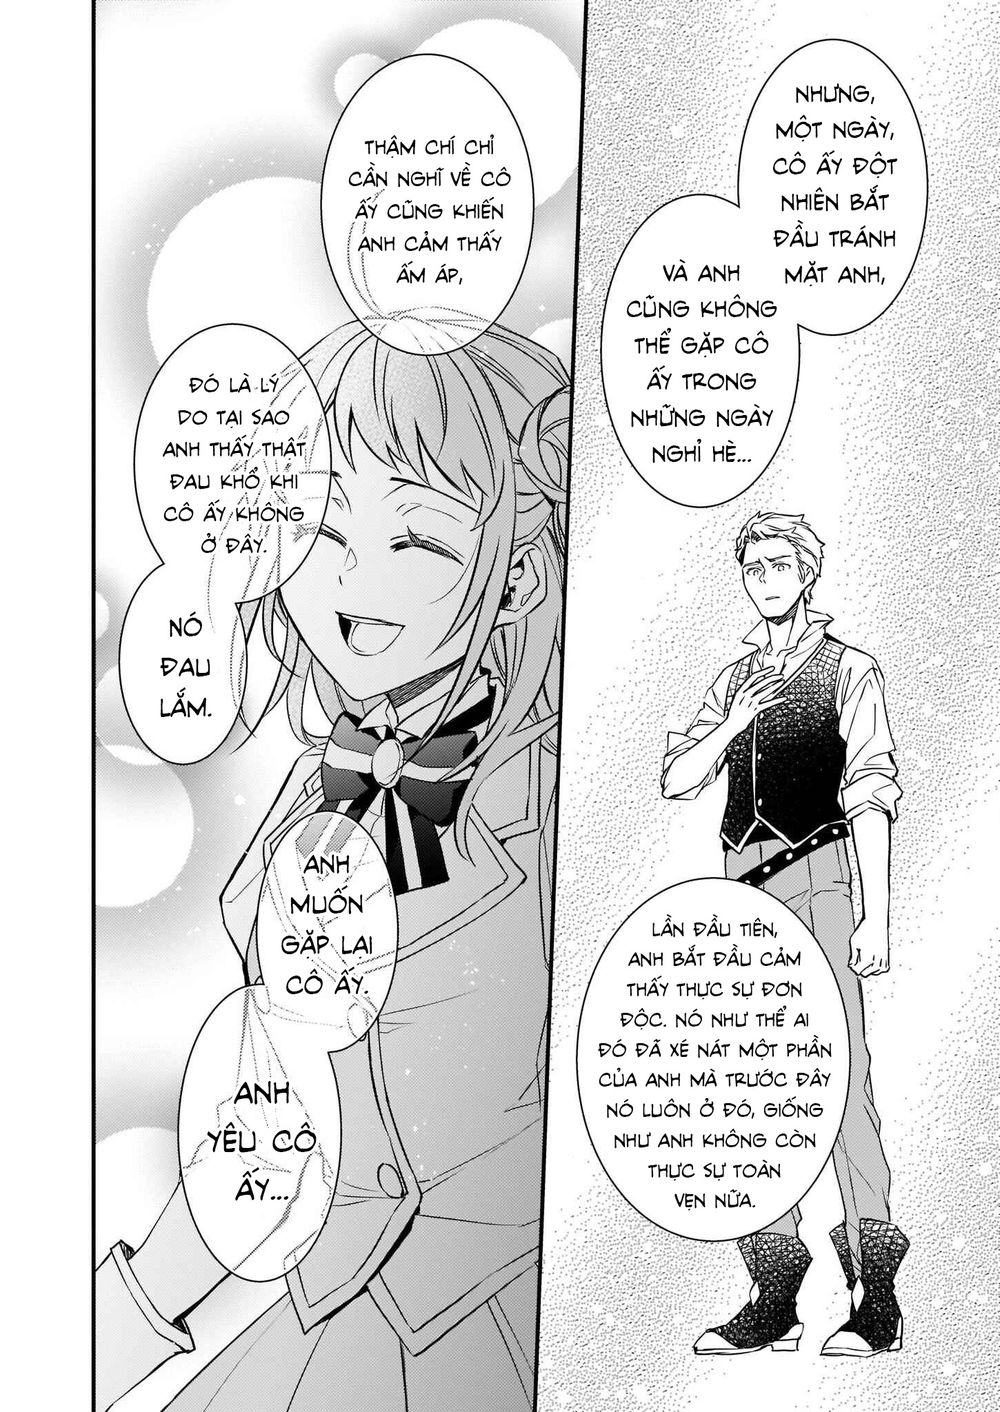 NHƯNG,
MỘT NGÀY,
CÔ ẤY ĐỘT
NHIÊN BẮT
ĐẦU TRÁNH
MẶT ANH,
VÀ ANH
CŨNG KHÔNG
THỂ GẶP CÔ
ẤY TRONG
NHỮNG NGÀY
NGHỈ HÈ...
LẦN ĐẦU TIÊN,
ANH BẮT ĐẦU CẢM
THẤY THỰC SỰ ĐƠN
ĐỘC. NÓ NHƯ THỂ AI
ĐÓ ĐÃ XÉ NÁT MỘT PHẦN
CỦA ANH MÀ TRƯỚC ĐÂY
NÓ LUÔN Ở ĐÓ, GIỐNG
NHƯ ANH KHÔNG CÒN
THỰC SỰ TOÀN
VẸN NỮA.
THẬM CHÍ CHỈ
CẦN NGHĨ VỀ CÔ
ẤY CŨNG KHIẾN
ANH CẢM THẤY
ẤM ÁP,
ĐÓ LÀ LÝ
DO TẠI SAO
ANH THẤY THẬT
ĐAU KHỔ KHI
CÔ ẤY KHÔNG
Ở ĐÂY.
NÓ
ĐAU
LẮM.
ANH
MUỐN
GẶP LẠI
CÔ ẤY.
ANH
YÊU CÔ
ẤY...